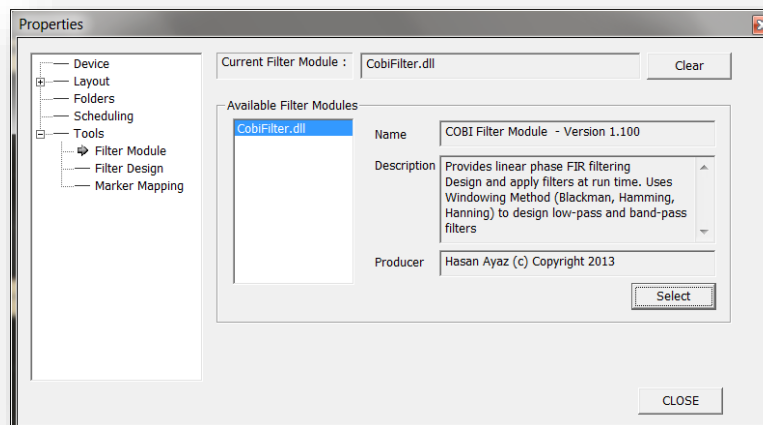 Properties
Device
Layout
Folders
Scheduling
Tools
Filter Module
Filter Design
Marker Mapping
Current Filter Module : CobiFilter.dll Clear
Available Filter Modules
CobiFilter.dll
Name COBI Filter Module - Version 1.100
Description Provides linear phase FIR filtering
Design and apply filters at run time. Uses
Windowing Method (Blackman, Hamming,
Hanning) to design low-pass and band-pass
filters
Producer Hasan Ayaz (c) Copyright 2013
Select
CLOSE